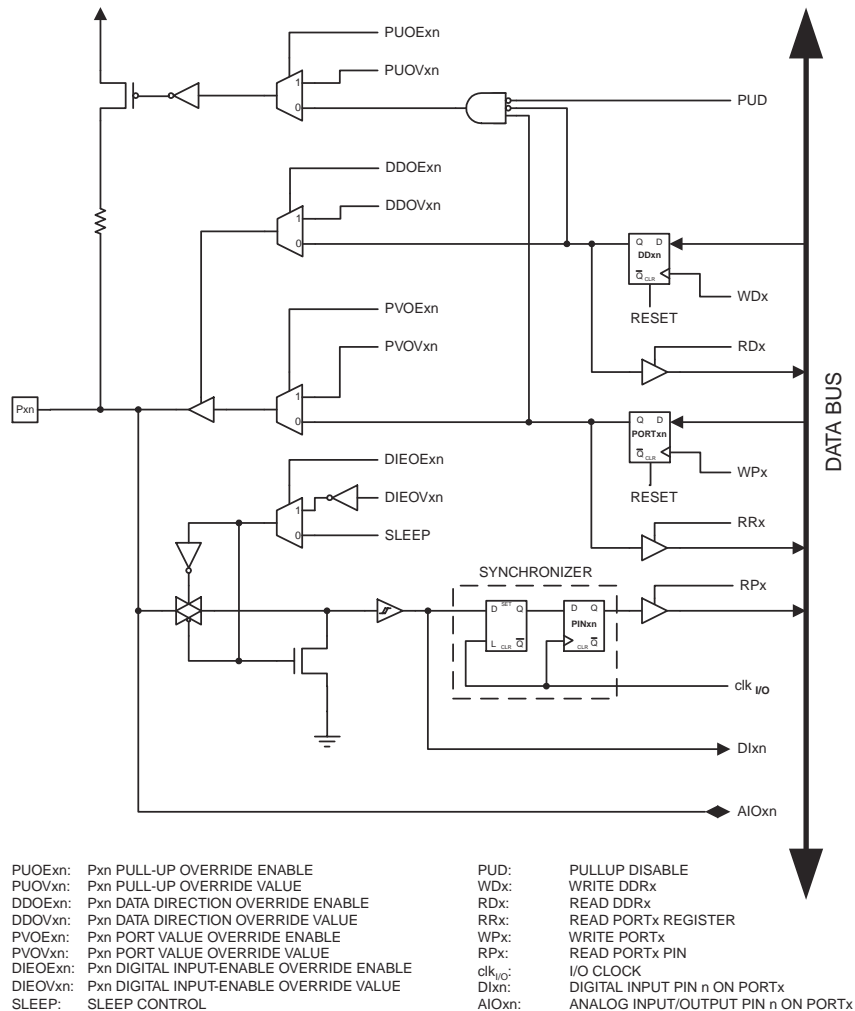 PUOExn
PUOVxn
1
0
PUD
DDOExn
DDOVxn
1
0
Q D
DDxn
Q CLR
WDx
RESET
PVOExn
PVOVxn
RDx
1
0
Pxn
Q D
PORTxn
Q CLR
WPx
RESET
DATA BUS
DIEOExn
DIEOVxn
1
0
SLEEP
RRx
SYNCHRONIZER
RPx
D SET Q
L CLR Q
D Q
PINxn
CLR Q
clk I/O
DIxn
AIOxn
PUOExn: Pxn PULL-UP OVERRIDE ENABLE
PUOVxn: Pxn PULL-UP OVERRIDE VALUE
DDOExn: Pxn DATA DIRECTION OVERRIDE ENABLE
DDOVxn: Pxn DATA DIRECTION OVERRIDE VALUE
PVOExn: Pxn PORT VALUE OVERRIDE ENABLE
PVOVxn: Pxn PORT VALUE OVERRIDE VALUE
DIEOExn: Pxn DIGITAL INPUT-ENABLE OVERRIDE ENABLE
DIEOVxn: Pxn DIGITAL INPUT-ENABLE OVERRIDE VALUE
SLEEP: SLEEP CONTROL
PUD: PULLUP DISABLE
WDx: WRITE DDRx
RDx: READ DDRx
RRx: READ PORTx REGISTER
WPx: WRITE PORTx
RPx: READ PORTx PIN
clkI/O: I/O CLOCK
DIxn: DIGITAL INPUT PIN n ON PORTx
AIOxn: ANALOG INPUT/OUTPUT PIN n ON PORTx